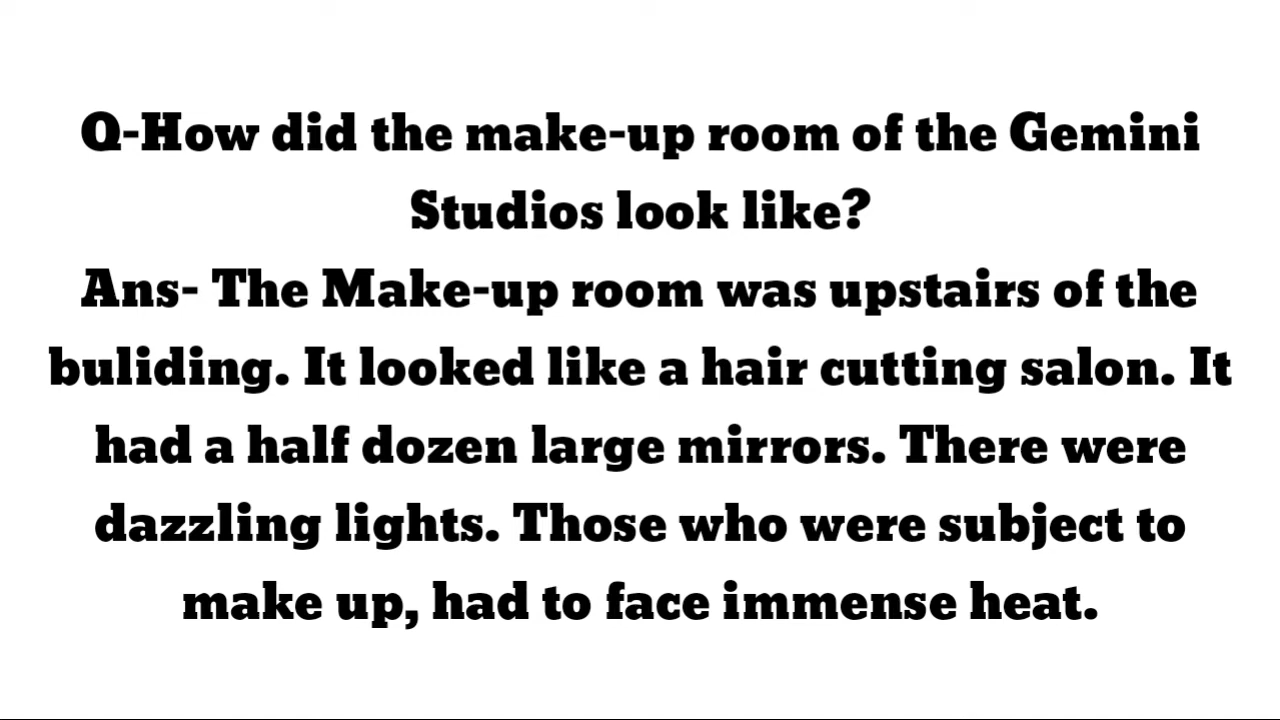 Q-How did the make-up room of the Gemini
Studios look like?
Ans- The Make-up room was upstairs of the
buliding. It looked like a hair cutting salon. It
had a half dozen large mirrors. There were
dazzling lights. Those who were subject to
make up, had to face immense heat.